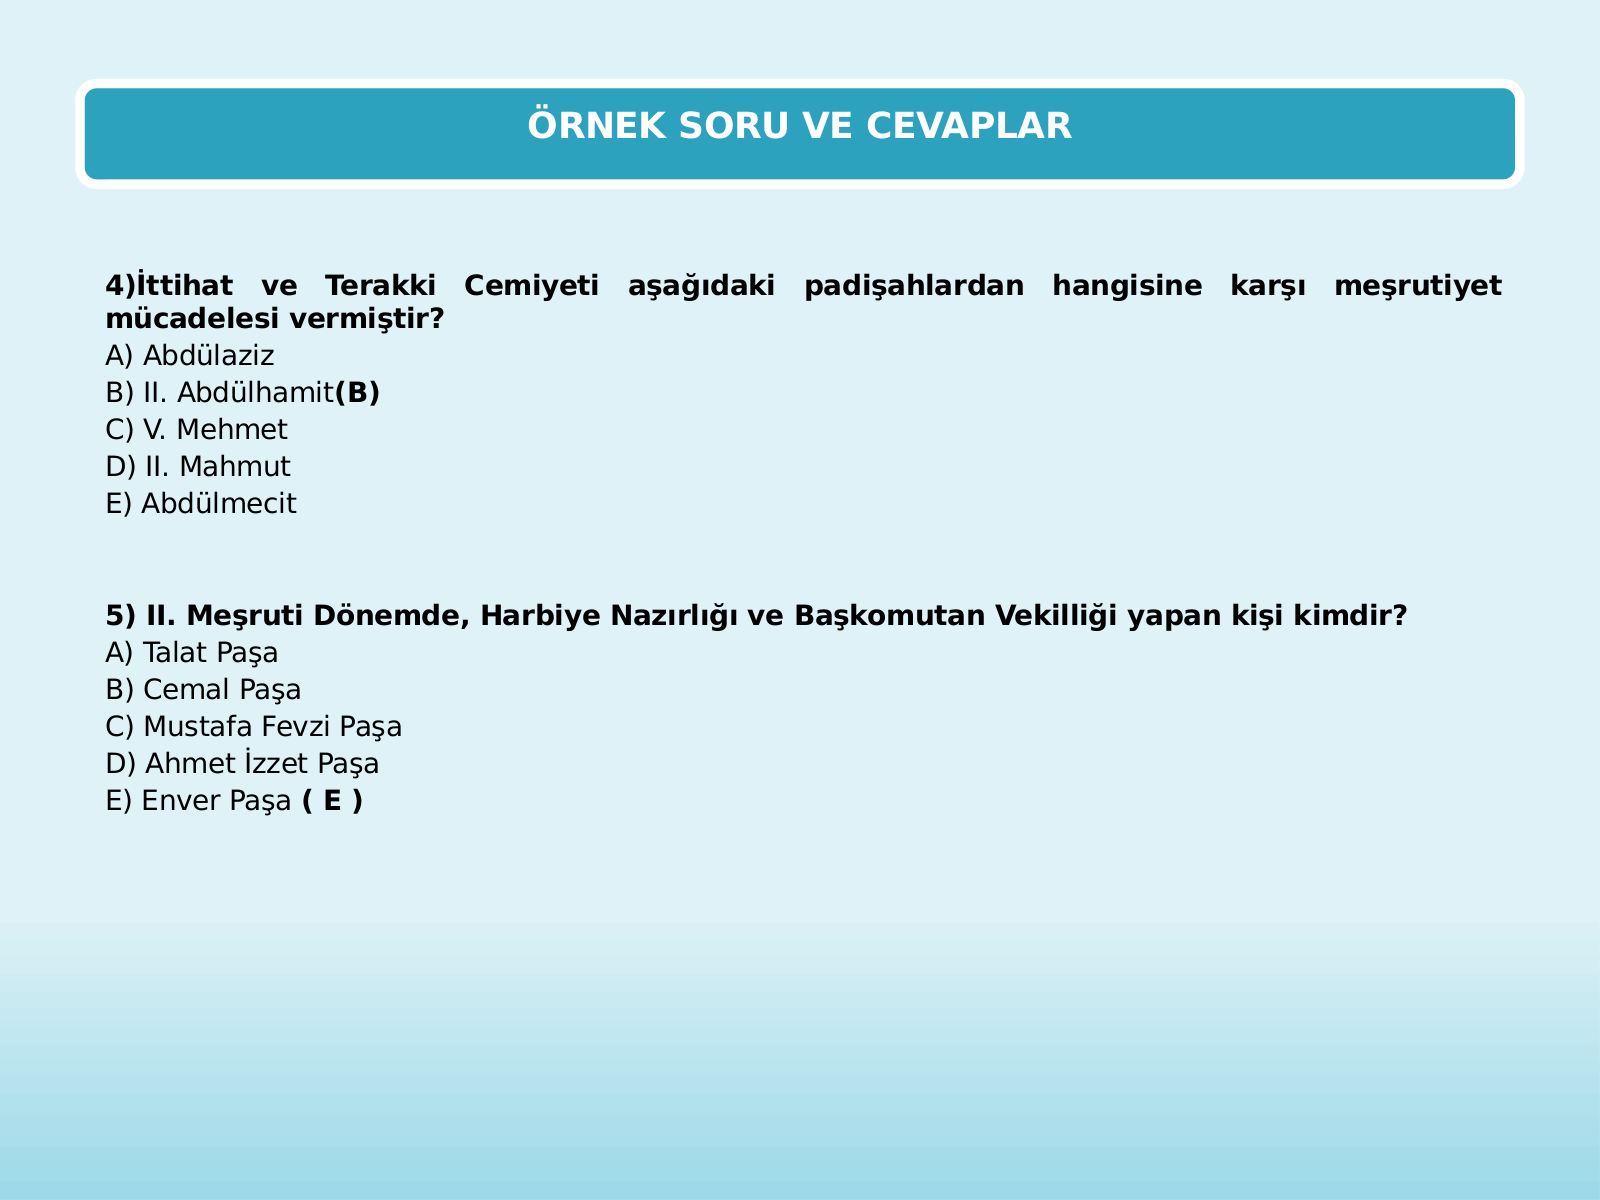 ÖRNEK SORU VE CEVAPLAR
4)İttihat ve Terakki Cemiyeti aşağıdaki padişahlardan hangisine karşı meşrutiyet
mücadelesi vermiştir?
A) Abdülaziz
B) II. Abdülhamit(B)
C) V. Mehmet
D) II. Mahmut
E) Abdülmecit
5) II. Meşruti Dönemde, Harbiye Nazırlığı ve Başkomutan Vekilliği yapan kişi kimdir?
A) Talat Paşa
B) Cemal Paşa
C) Mustafa Fevzi Paşa
D) Ahmet İzzet Paşa
E) Enver Paşa ( E )